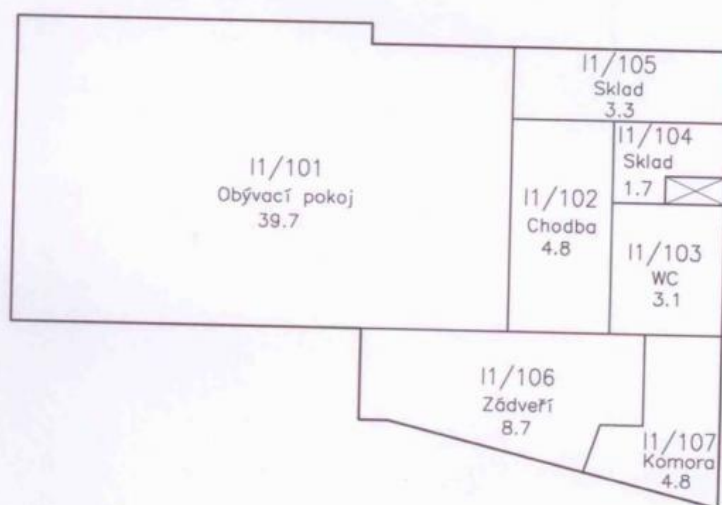 I1/105
Sklad
3.3
I1/104
Sklad
1.7
I1/101
Obývací pokoj
39.7
I1/102
Chodba
4.8
I1/103
WC
3.1
I1/106
Zádveří
8.7
I1/107
Komora
4.8